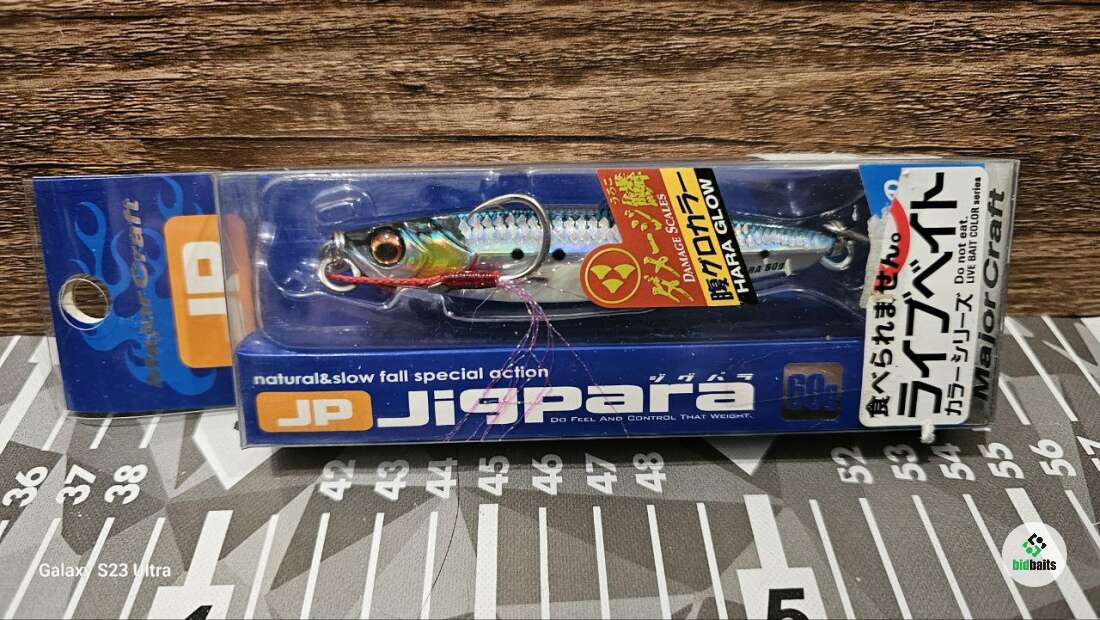 Major Craft
JP
うろこ
ダメージ鱗
DAMAGE SCALES
腹グロカラー
HARA GLOW
60g
natural&slow fall special action
ジグパラ
JP Jigpara 60g
DO FEEL AND CONTROL THAT WEIGHT.
食べられません。
ライブベイト
カラーシリーズ
Do not eat.
LIVE BAIT COLOR series
Major Craft
36 37 38 42 43 44 45 46 47 48 52 53 54 55 56
4 5
Galaxy S23 Ultra
bidbaits